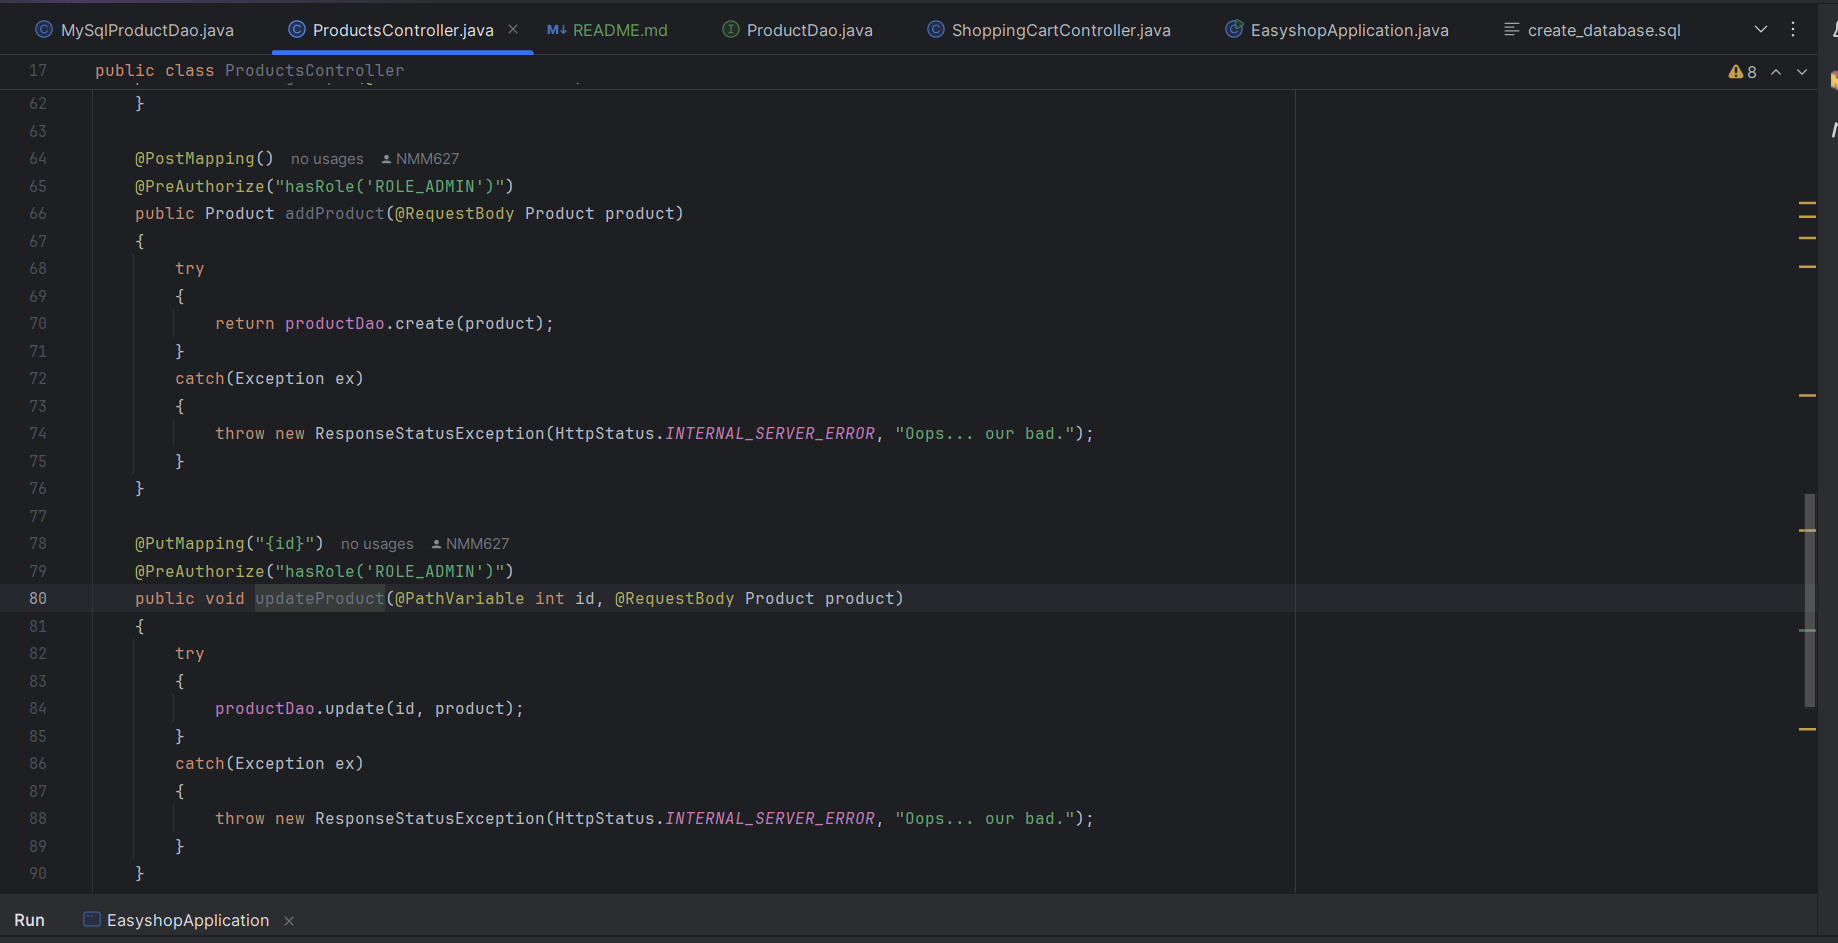 MySqlProductDao.java ProductsController.java README.md ProductDao.java ShoppingCartController.java EasyshopApplication.java create_database.sql
17 public class ProductsController 8
62 }
63
64 @PostMapping() no usages NMM627
65 @PreAuthorize("hasRole('ROLE_ADMIN')")
66 public Product addProduct(@RequestBody Product product)
67 {
68 try
69 {
70 return productDao.create(product);
71 }
72 catch(Exception ex)
73 {
74 throw new ResponseStatusException(HttpStatus.INTERNAL_SERVER_ERROR, "Oops... our bad.");
75 }
76 }
77
78 @PutMapping("{id}") no usages NMM627
79 @PreAuthorize("hasRole('ROLE_ADMIN')")
80 public void updateProduct(@PathVariable int id, @RequestBody Product product)
81 {
82 try
83 {
84 productDao.update(id, product);
85 }
86 catch(Exception ex)
87 {
88 throw new ResponseStatusException(HttpStatus.INTERNAL_SERVER_ERROR, "Oops... our bad.");
89 }
90 }
Run EasyshopApplication